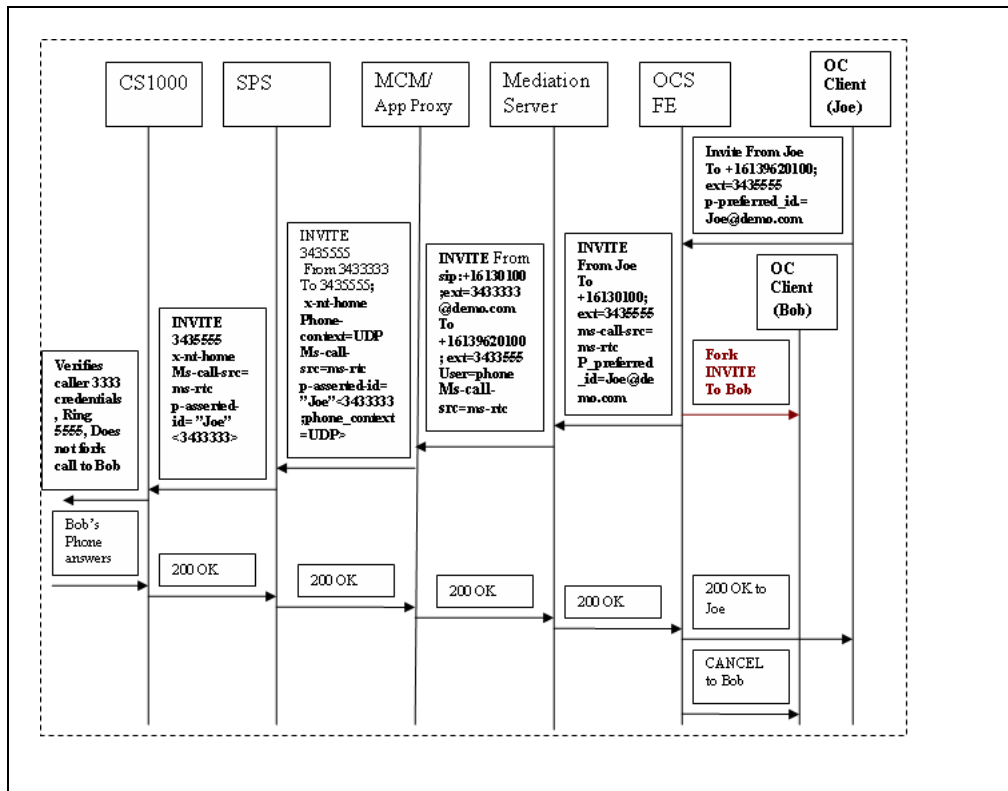 CS1000
SPS
MCM/
App Proxy
Mediation
Server
OCS
FE
OC
Client
(Joe)
Invite From Joe
To +16139620100;
ext=3435555
p-preferred_id.=
Joe@demo.com
OC
Client
(Bob)
INVITE
From Joe
To
+16130100;
ext=3435555
ms-call-src=
ms-rtc
P_preferred
_id=Joe@de
mo.com
Fork
INVITE
To Bob
INVITE From
sip:+16130100
;ext=3433333
@demo.com
To
+16139620100
; ext=3433555
User=phone
Ms-call-
src=ms-rtc
INVITE
3435555
From 3433333
To 3435555;
x-nt-home
Phone-
context=UDP
Ms-call-
src=ms-rtc
p-asserted-id=
"Joe"<3433333
;phone_context
=UDP>
INVITE
3435555
x-nt-home
Ms-call-src=
ms-rtc
p-asserted-
id= "Joe"
<3433333>
Verifies
caller 3333
credentials
, Ring
5555, Does
not fork
call to Bob
Bob's
Phone
answers
200 OK
200 OK
200 OK
200 OK
200 OK to
Joe
CANCEL
to Bob